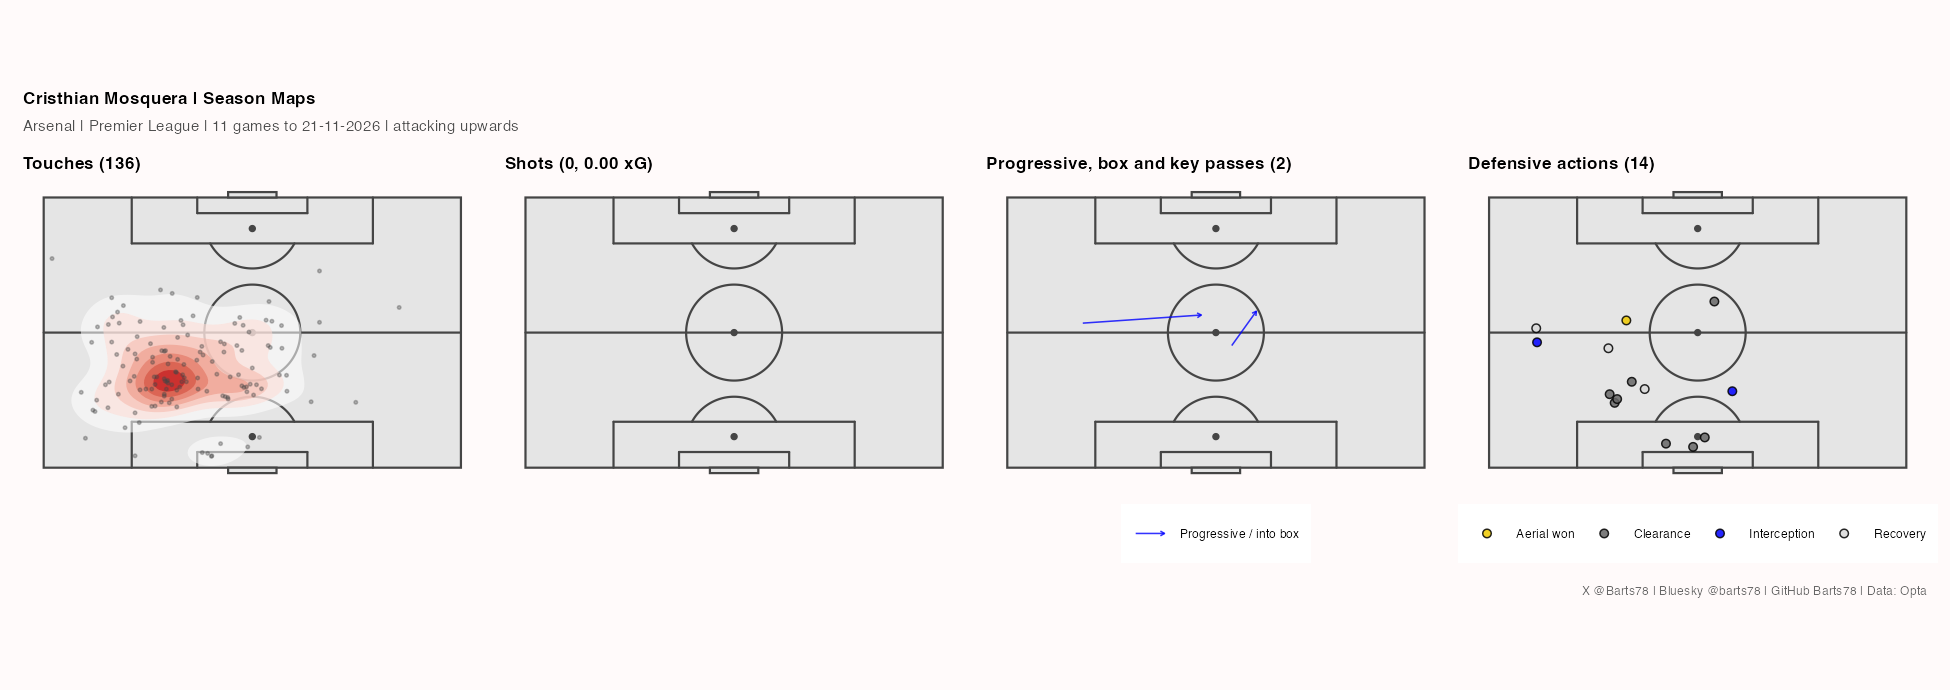 Cristhian Mosquera | Season Maps
Arsenal | Premier League | 11 games to 21-11-2026 | attacking upwards
Touches (136)
Shots (0, 0.00 xG)
Progressive, box and key passes (2)
Defensive actions (14)
Progressive / into box
Aerial won
Clearance
Interception
Recovery
X @Barts78 | Bluesky @barts78 | GitHub Barts78 | Data: Opta